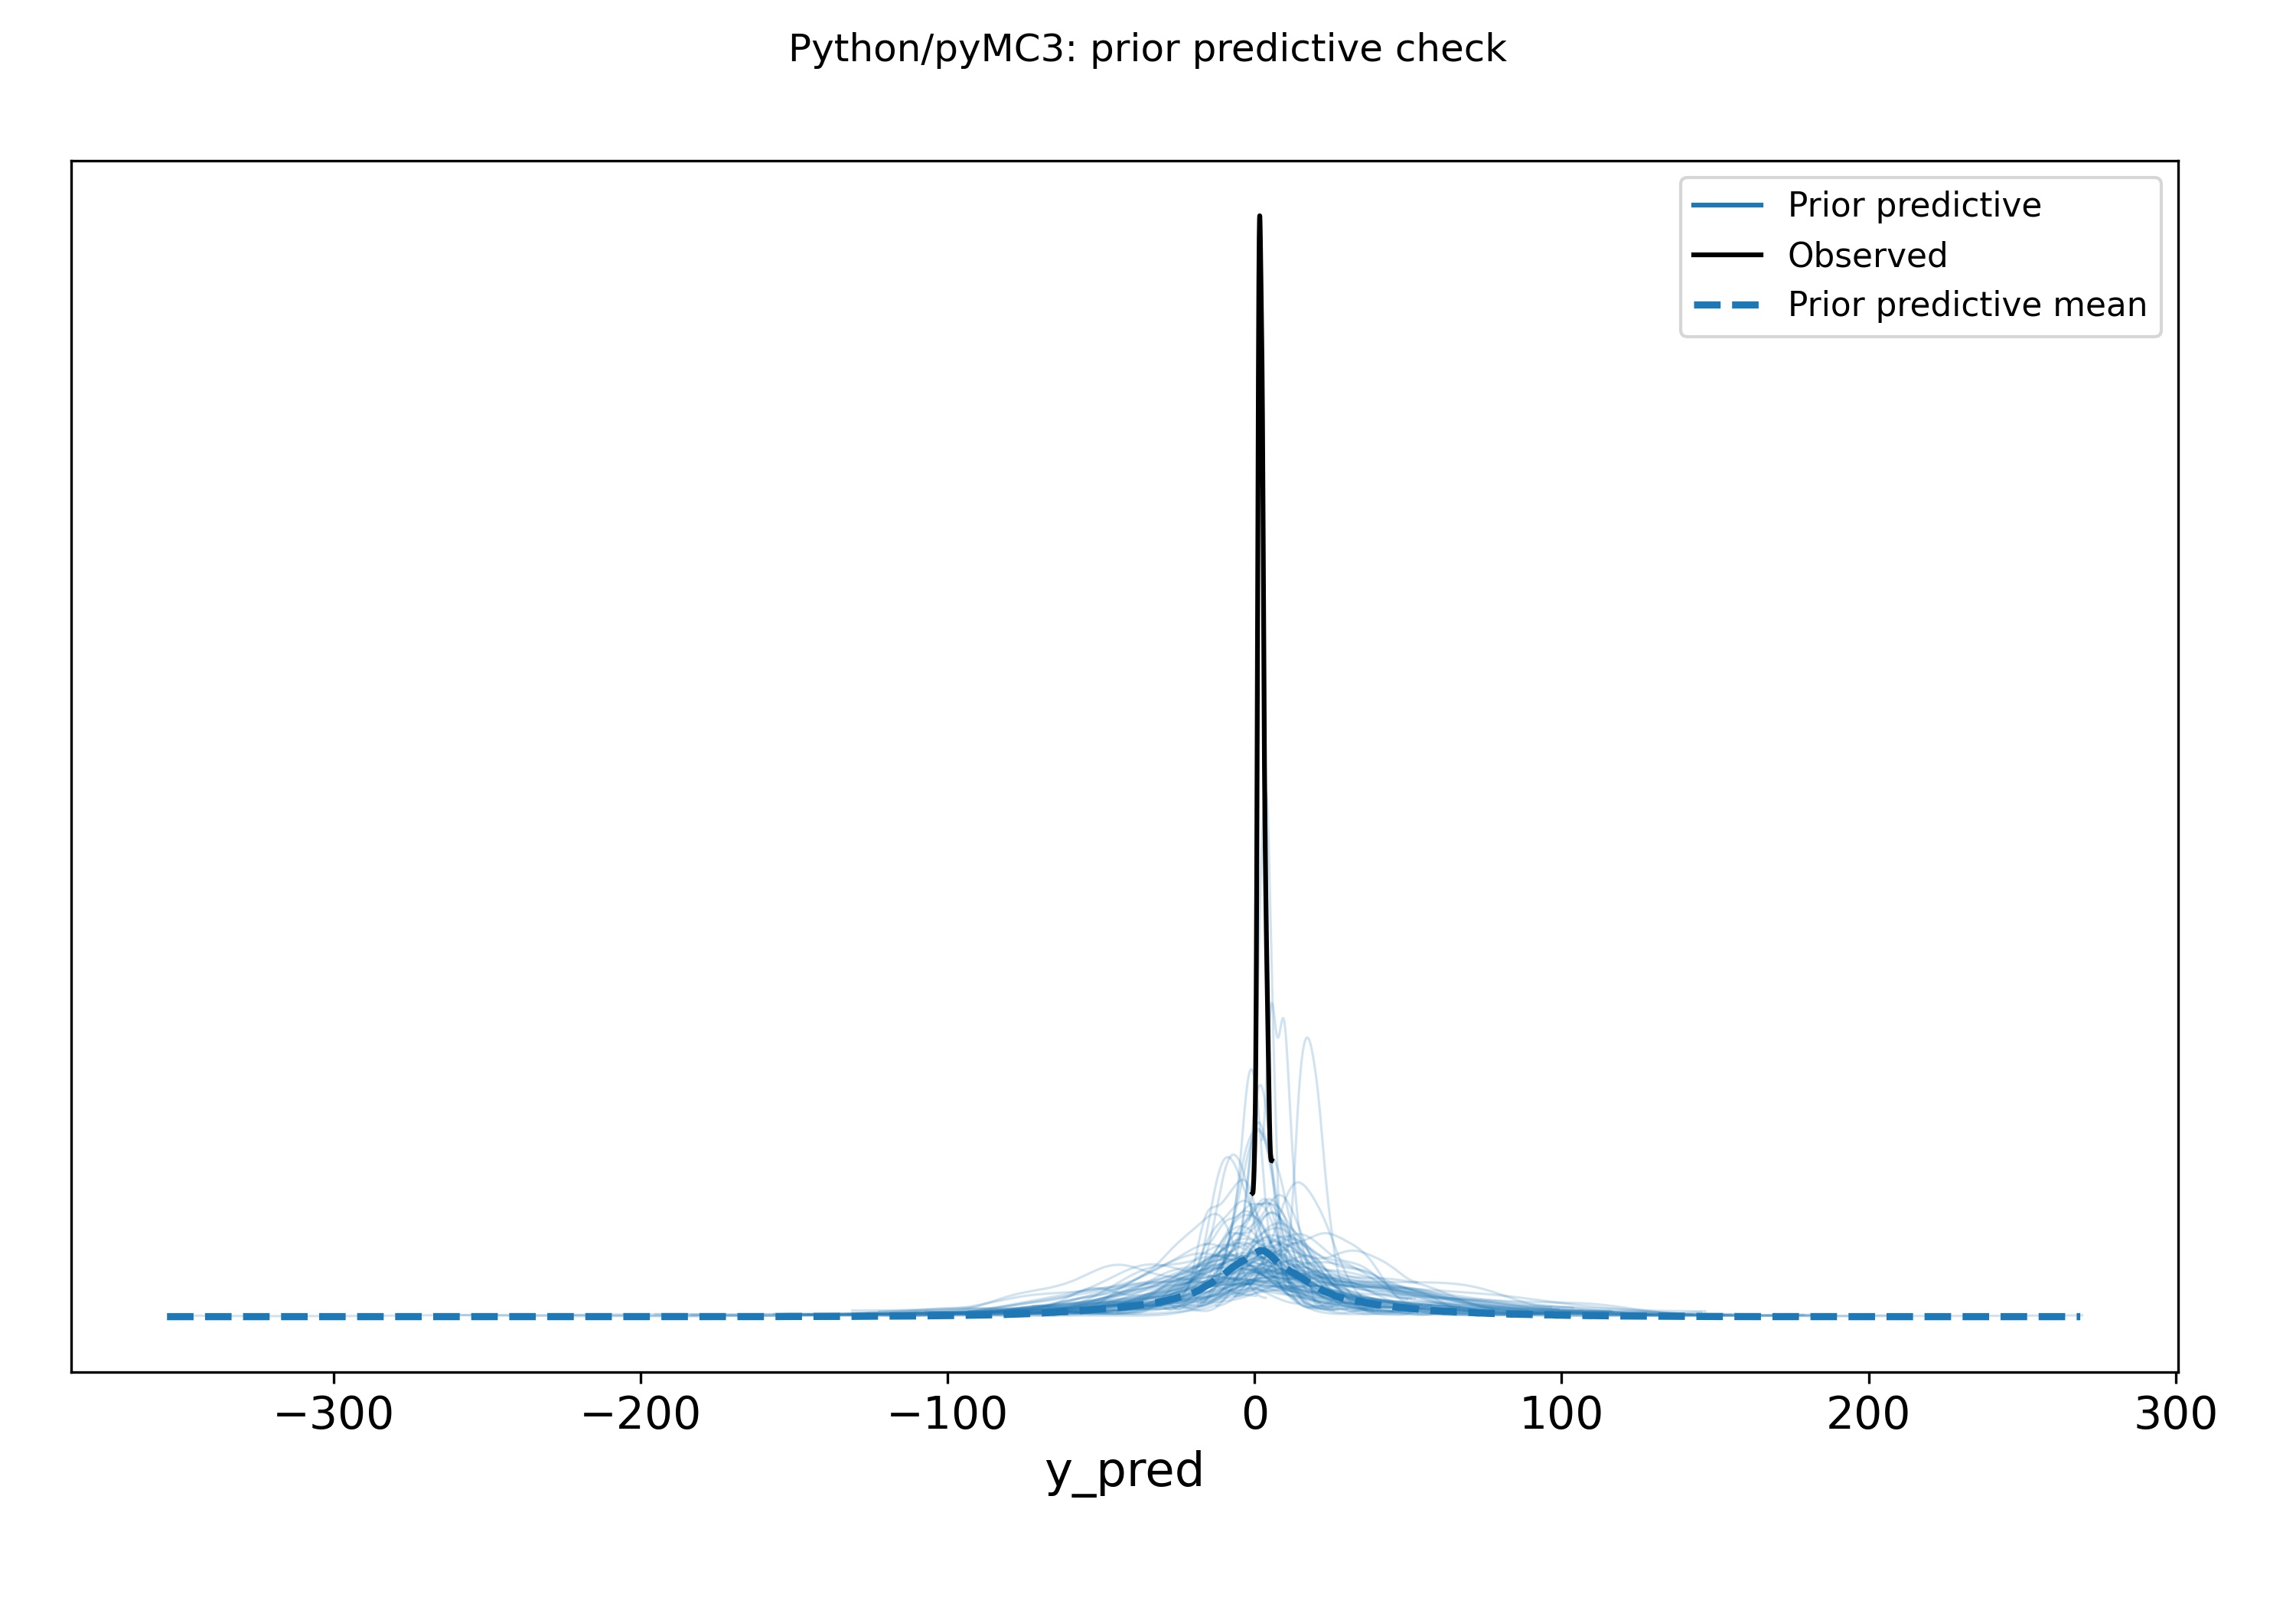 Python/pyMC3: prior predictive check
Prior predictive
Observed
Prior predictive mean
−300 −200 −100 0 100 200 300
y_pred